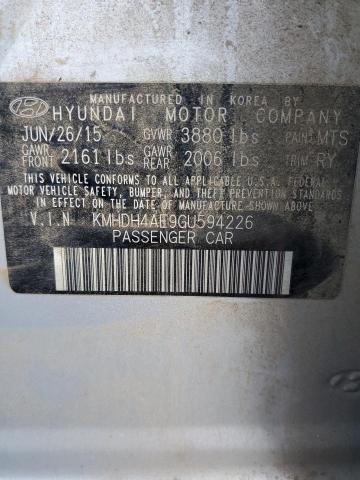 MANUFACTURED IN KOREA BY
HYUNDAI MOTOR COMPANY
JUN/26/15 GVWR 3880 lbs PAINT MTS
GAWR FRONT 2161 lbs GAWR REAR 2006 lbs TRIM RY
THIS VEHICLE CONFORMS TO ALL APPLICABLE U.S.A. FEDERAL
MOTOR VEHICLE SAFETY, BUMPER, AND THEFT PREVENTION STANDARDS
IN EFFECT ON THE DATE OF MANUFACTURE SHOWN ABOVE.
V.I.N KMHDH4AE9GU594226
PASSENGER CAR